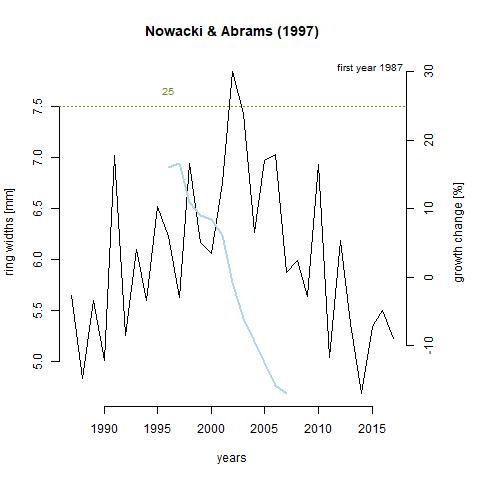 Nowacki & Abrams (1997)
first year 1987
25
ring widths [mm]
7.5
7.0
6.5
6.0
5.5
5.0
30
20
10
0
-10
growth change [%]
1990 1995 2000 2005 2010 2015
years